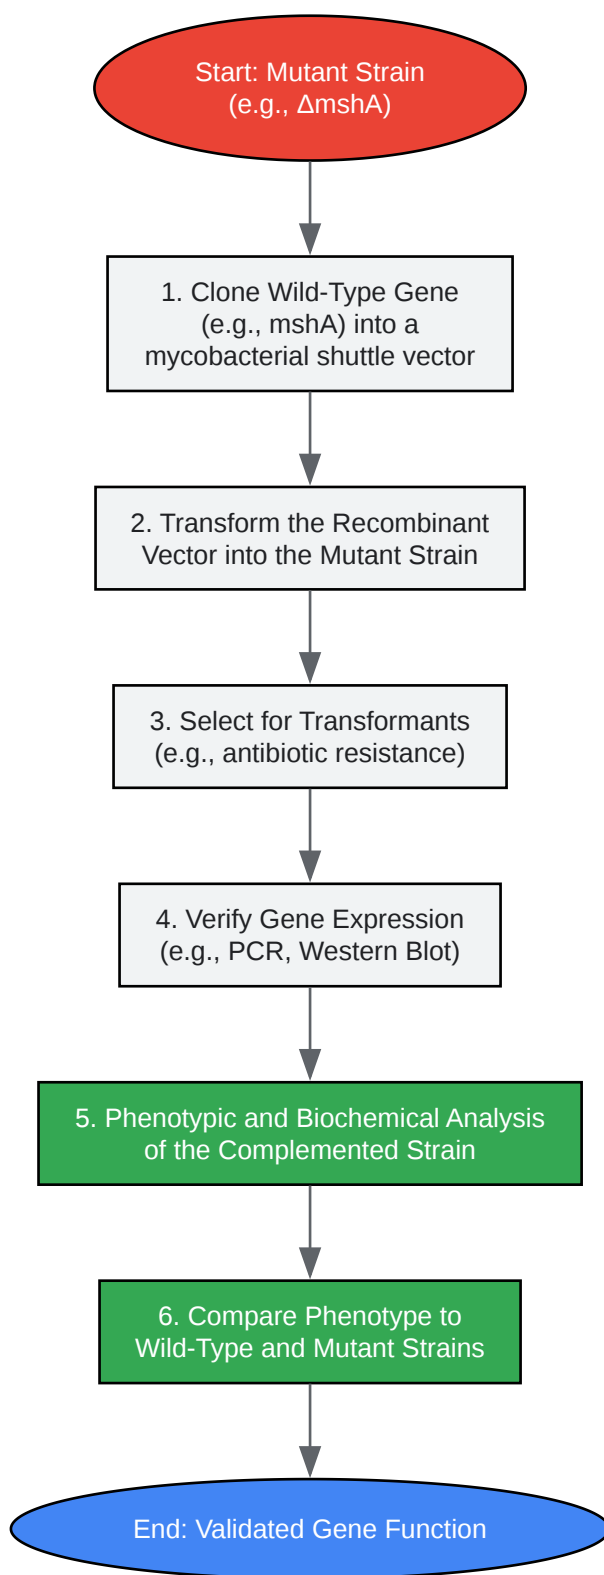 Start: Mutant Strain
(e.g., ΔmshA)
1. Clone Wild-Type Gene
(e.g., mshA) into a
mycobacterial shuttle vector
2. Transform the Recombinant
Vector into the Mutant Strain
3. Select for Transformants
(e.g., antibiotic resistance)
4. Verify Gene Expression
(e.g., PCR, Western Blot)
5. Phenotypic and Biochemical Analysis
of the Complemented Strain
6. Compare Phenotype to
Wild-Type and Mutant Strains
End: Validated Gene Function